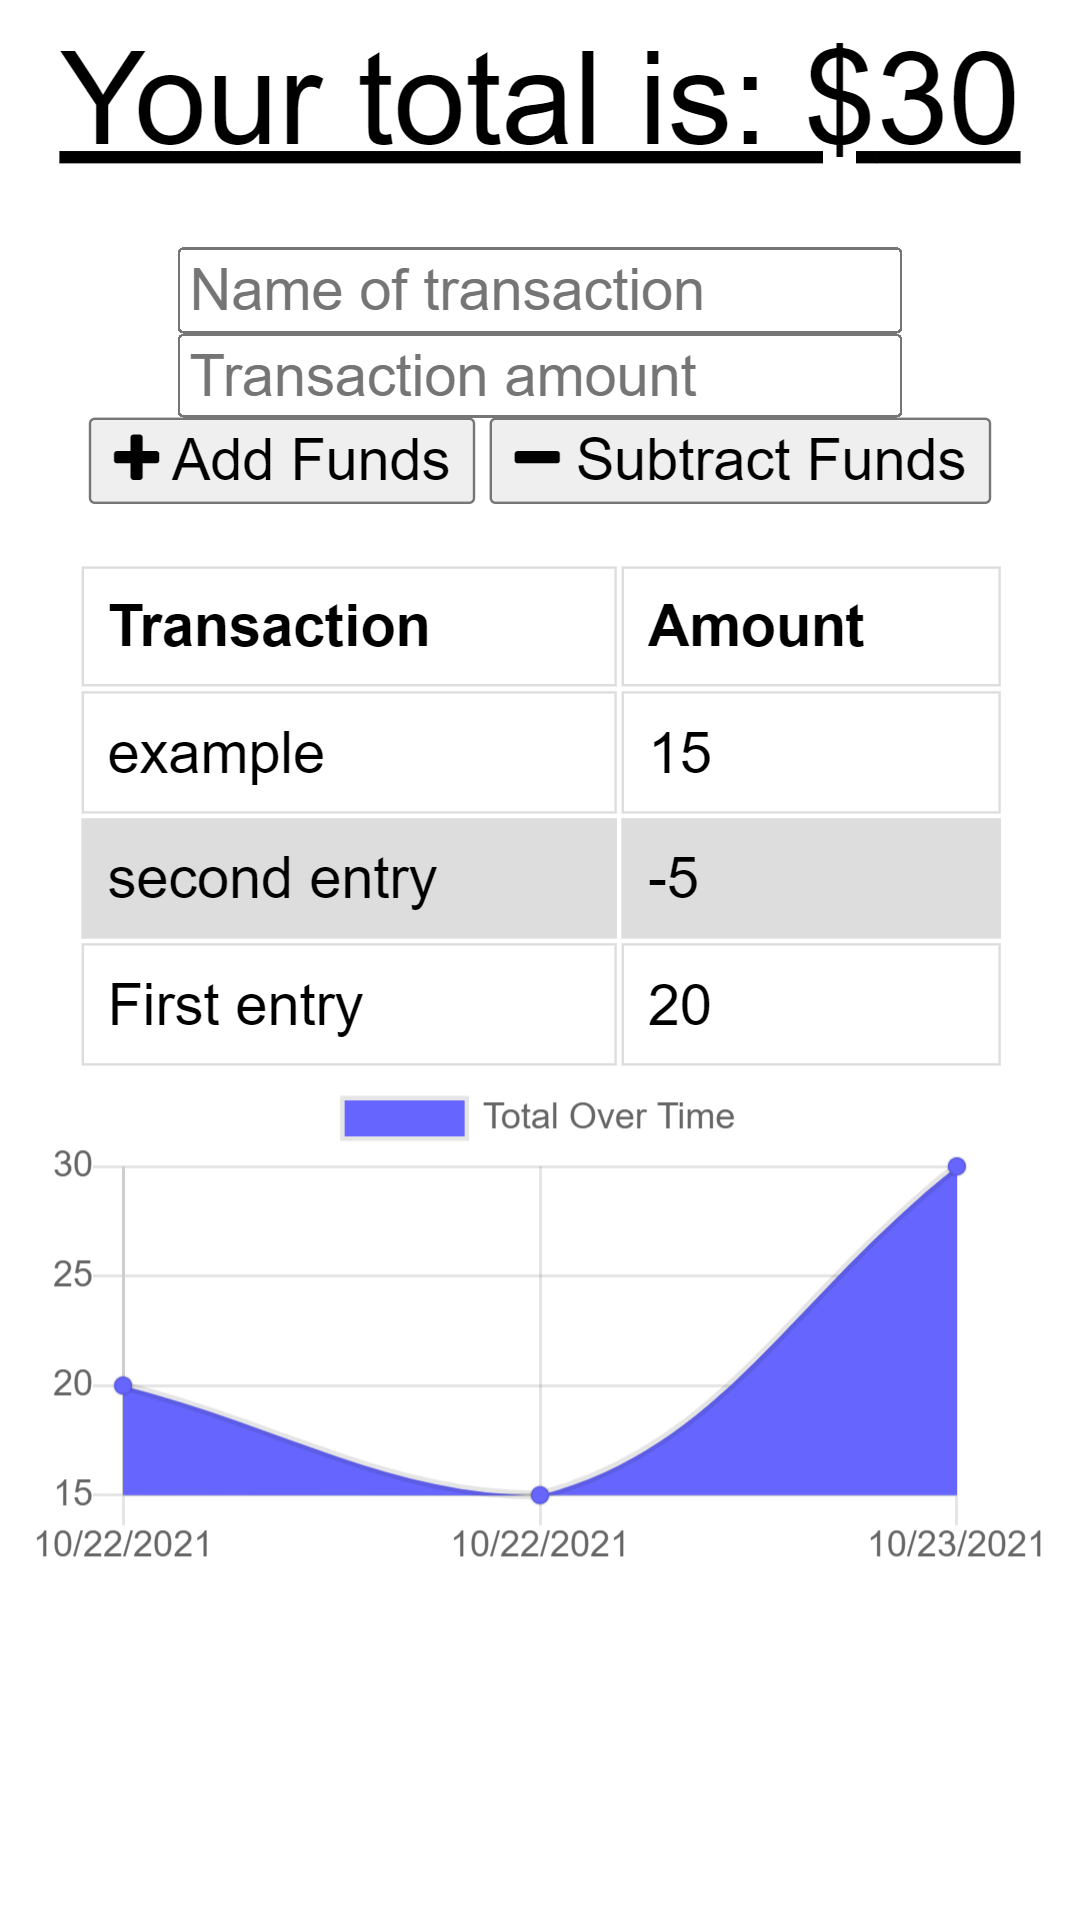 Your total is: $30
Name of transaction
Transaction amount
Add Funds Subtract Funds
Transaction Amount
example 15
second entry -5
First entry 20
Total Over Time
30
25
20
15
10/22/2021 10/22/2021 10/23/2021